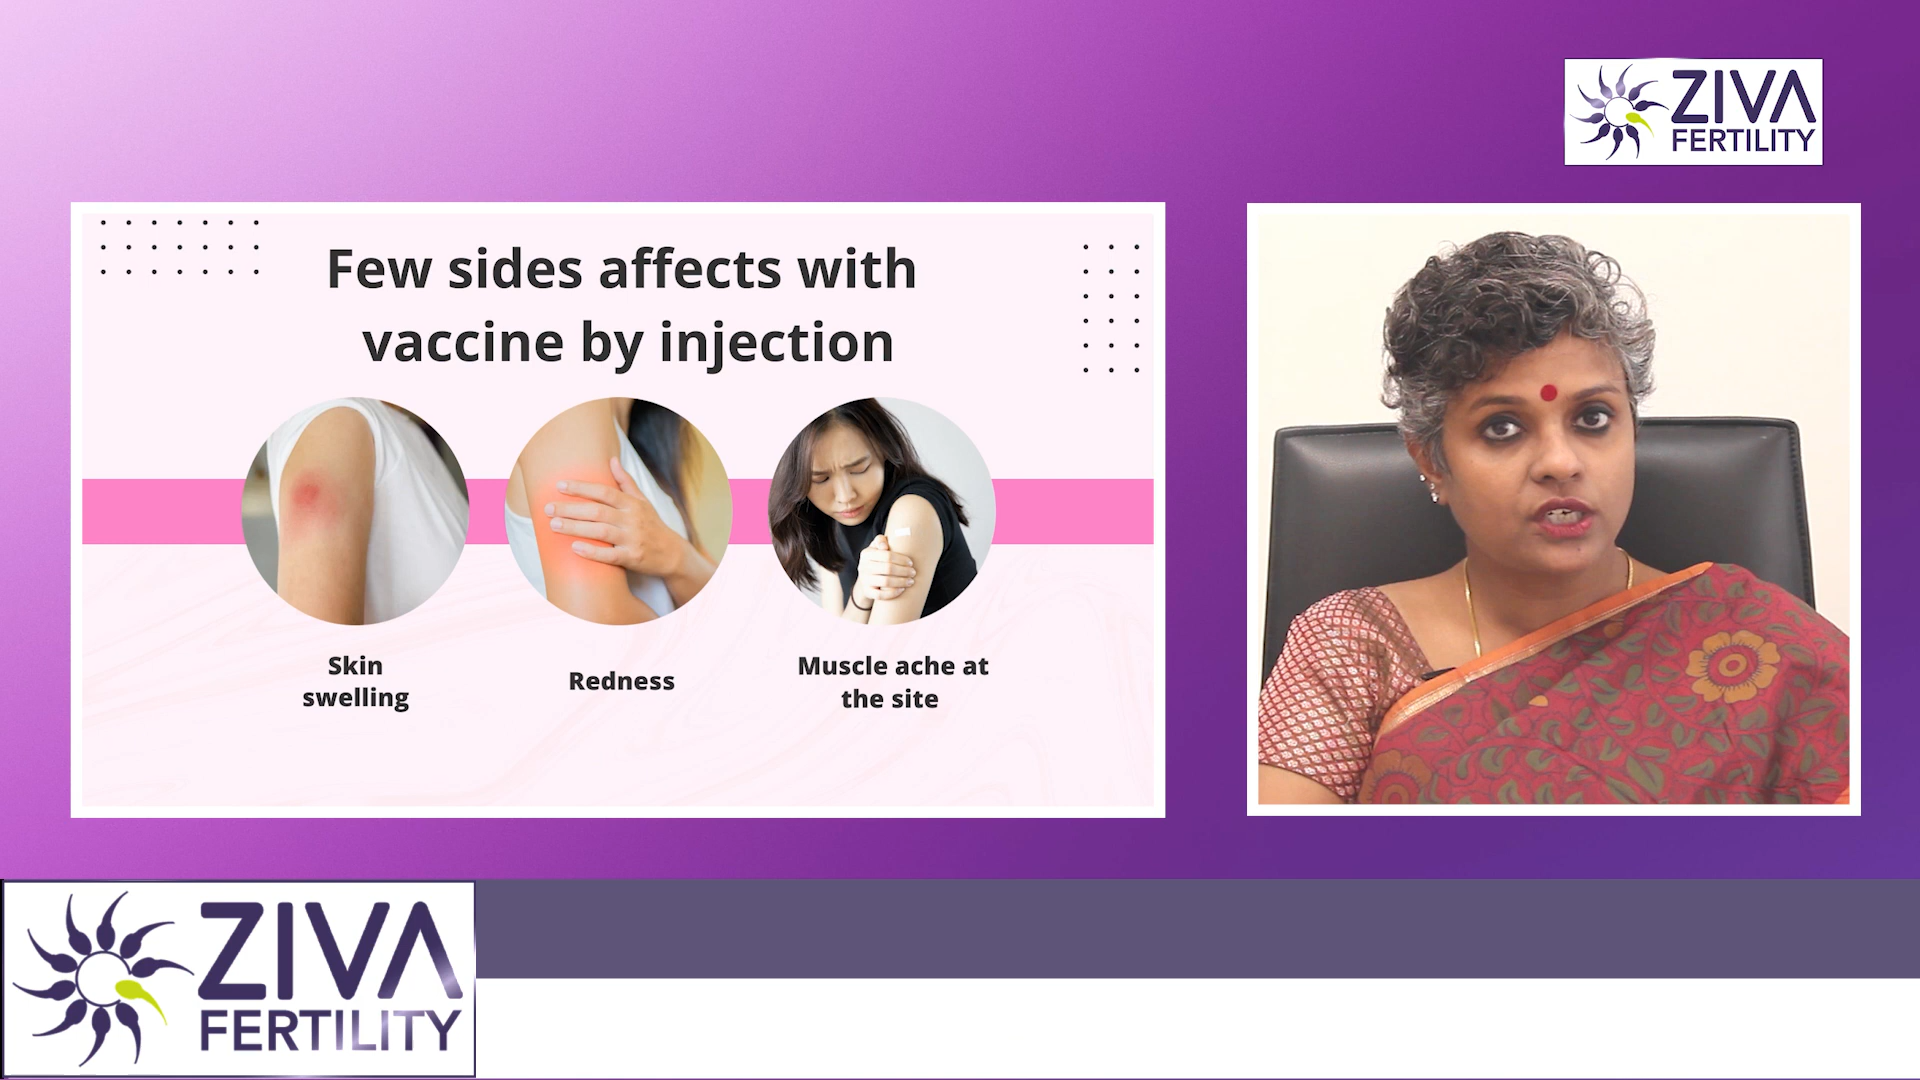 ZIVA
FERTILITY
Few sides affects with
vaccine by injection
Skin
swelling
Redness
Muscle ache at
the site
ZIVA
FERTILITY